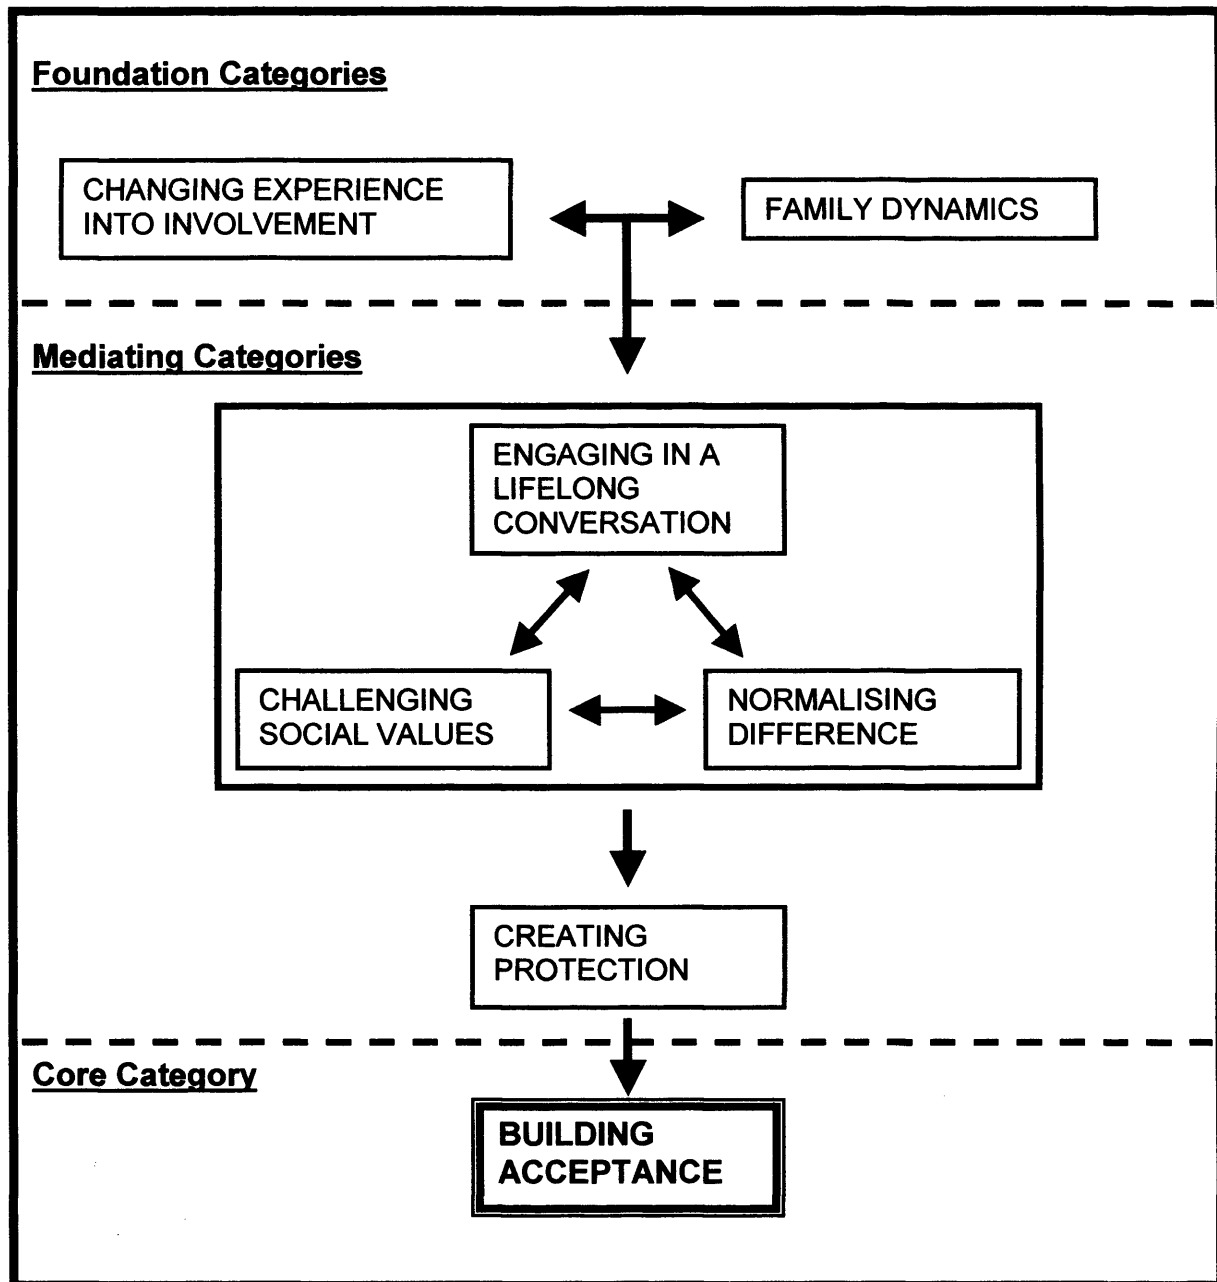 Foundation Categories
CHANGING EXPERIENCE
INTO INVOLVEMENT
FAMILY DYNAMICS
Mediating Categories
ENGAGING IN A
LIFELONG
CONVERSATION
CHALLENGING
SOCIAL VALUES
NORMALISING
DIFFERENCE
CREATING
PROTECTION
Core Category
BUILDING
ACCEPTANCE